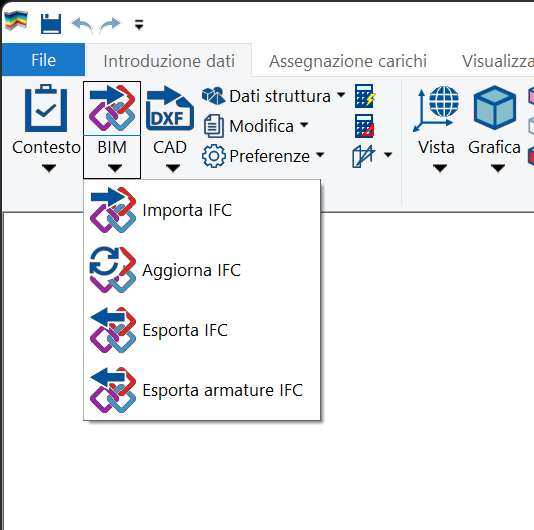 File
Introduzione dati
Assegnazione carichi
Visualizza
Contesto
BIM
DXF
CAD
Dati struttura
Modifica
Preferenze
Vista
Grafica
Importa IFC
Aggiorna IFC
Esporta IFC
Esporta armature IFC